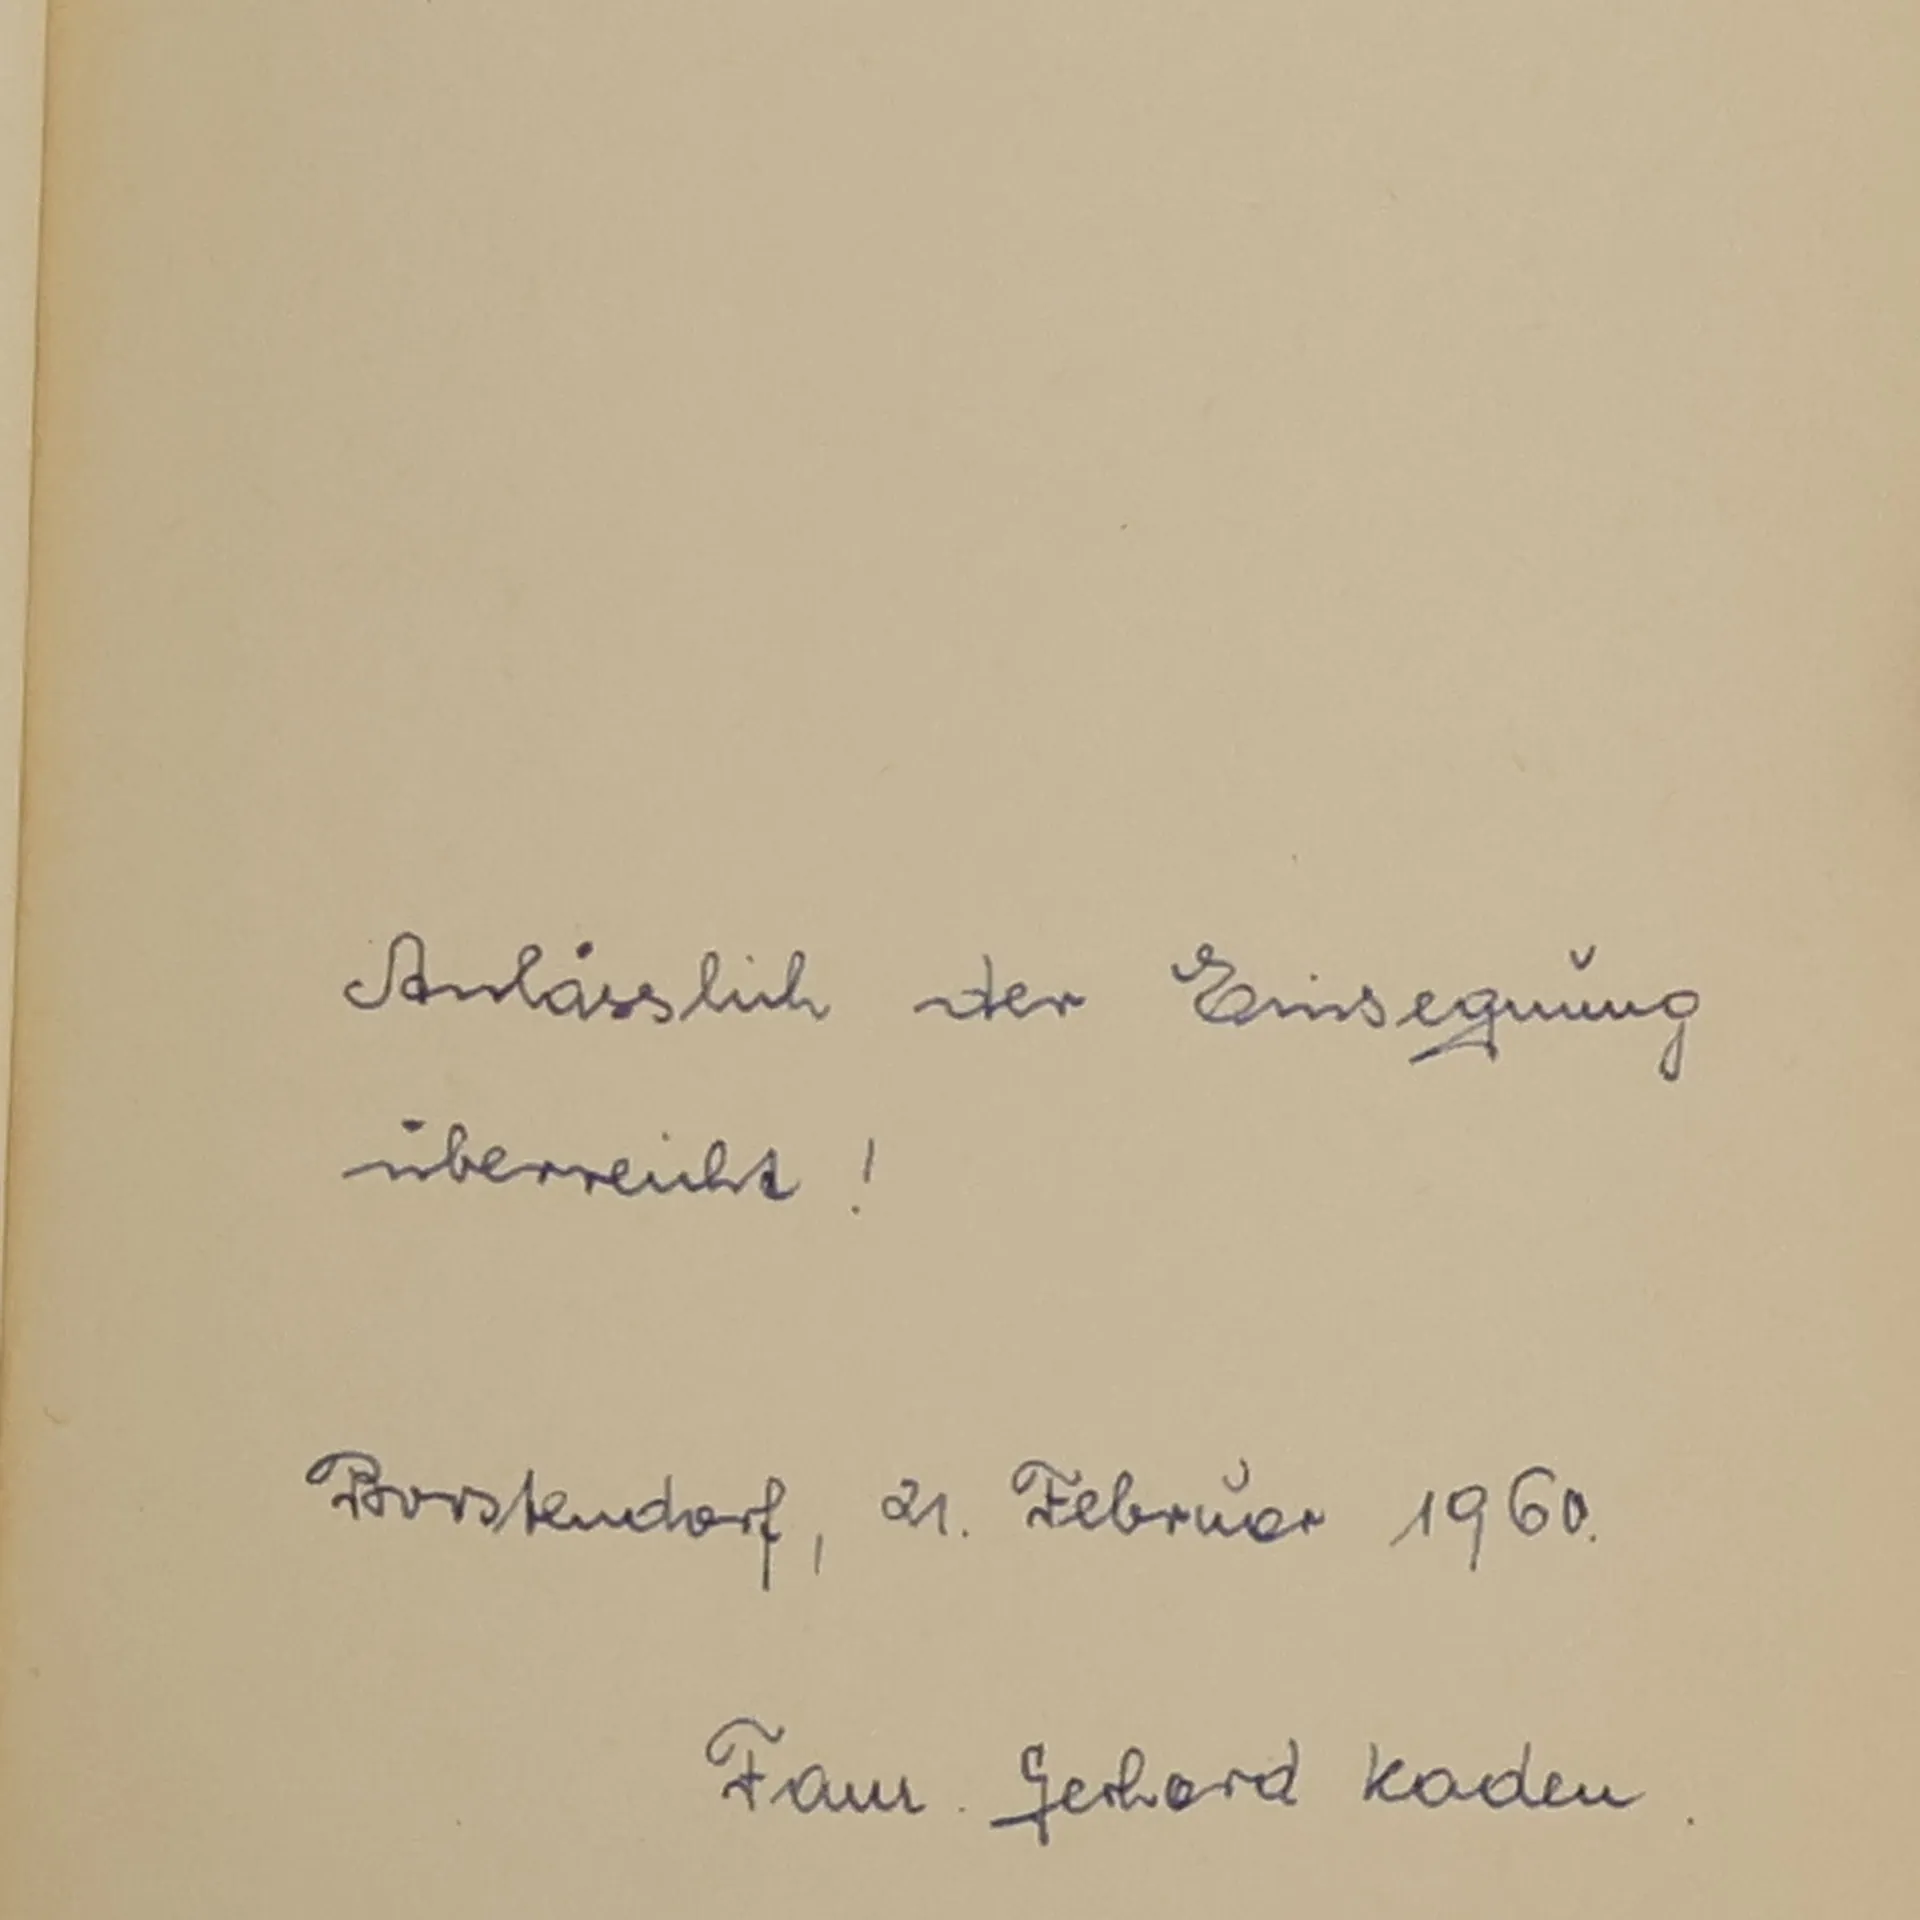 Anlässlich der Einsegnung
überreicht!
Borstendorf, 21. Februar 1960.
Fam. Gerhard Kaden.